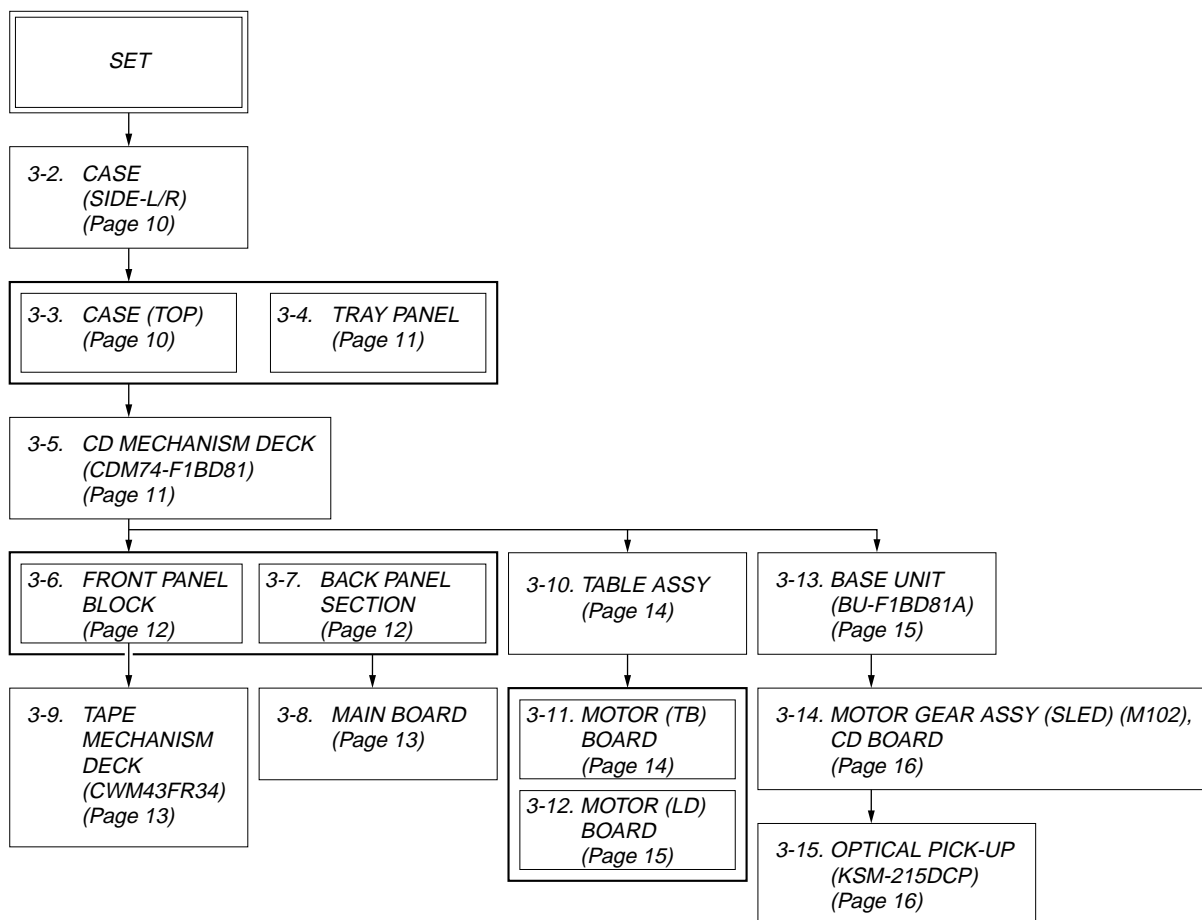 SET
3-2. CASE
(SIDE-L/R)
(Page 10)
3-3. CASE (TOP)
(Page 10)
3-4. TRAY PANEL
(Page 11)
3-5. CD MECHANISM DECK
(CDM74-F1BD81)
(Page 11)
3-6. FRONT PANEL
BLOCK
(Page 12)
3-7. BACK PANEL
SECTION
(Page 12)
3-10. TABLE ASSY
(Page 14)
3-13. BASE UNIT
(BU-F1BD81A)
(Page 15)
3-9. TAPE
MECHANISM
DECK
(CWM43FR34)
(Page 13)
3-8. MAIN BOARD
(Page 13)
3-11. MOTOR (TB)
BOARD
(Page 14)
3-12. MOTOR (LD)
BOARD
(Page 15)
3-14. MOTOR GEAR ASSY (SLED) (M102),
CD BOARD
(Page 16)
3-15. OPTICAL PICK-UP
(KSM-215DCP)
(Page 16)